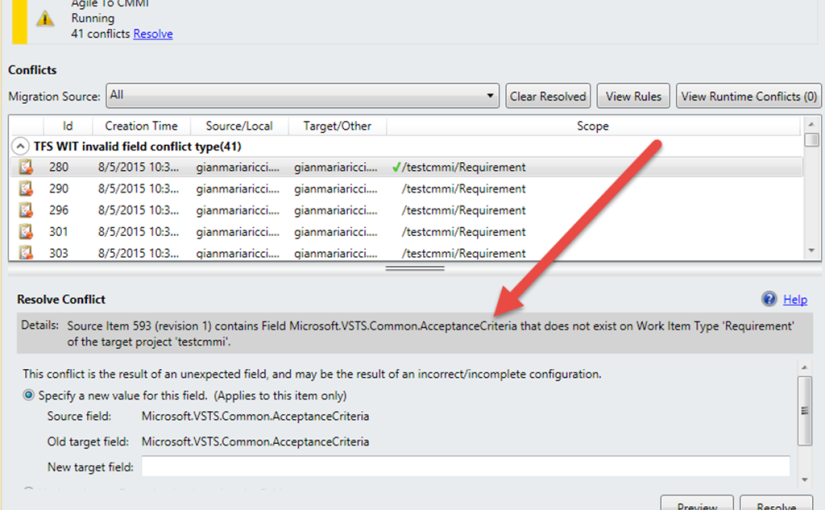 Agile To CMMI
Running
41 conflicts Resolve
Conflicts
Migration Source: All Clear Resolved View Rules View Runtime Conflicts (0)
Id Creation Time Source/Local Target/Other Scope
TFS WIT invalid field conflict type(41)
280 8/5/2015 10:3... gianmariaricci.... gianmariaricci.... /testcmmi/Requirement
290 8/5/2015 10:3... gianmariaricci.... gianmariaricci.... /testcmmi/Requirement
296 8/5/2015 10:3... gianmariaricci.... gianmariaricci.... /testcmmi/Requirement
301 8/5/2015 10:3... gianmariaricci.... gianmariaricci.... /testcmmi/Requirement
303 8/5/2015 10:3... gianmariaricci.... gianmariaricci.... /testcmmi/Requirement
Resolve Conflict Help
Details: Source Item 593 (revision 1) contains Field Microsoft.VSTS.Common.AcceptanceCriteria that does not exist on Work Item Type 'Requirement'
of the target project 'testcmmi'.
This conflict is the result of an unexpected field, and may be the result of an incorrect/incomplete configuration.
Specify a new value for this field. (Applies to this item only)
Source field: Microsoft.VSTS.Common.AcceptanceCriteria
Old target field: Microsoft.VSTS.Common.AcceptanceCriteria
New target field:
Preview Resolve